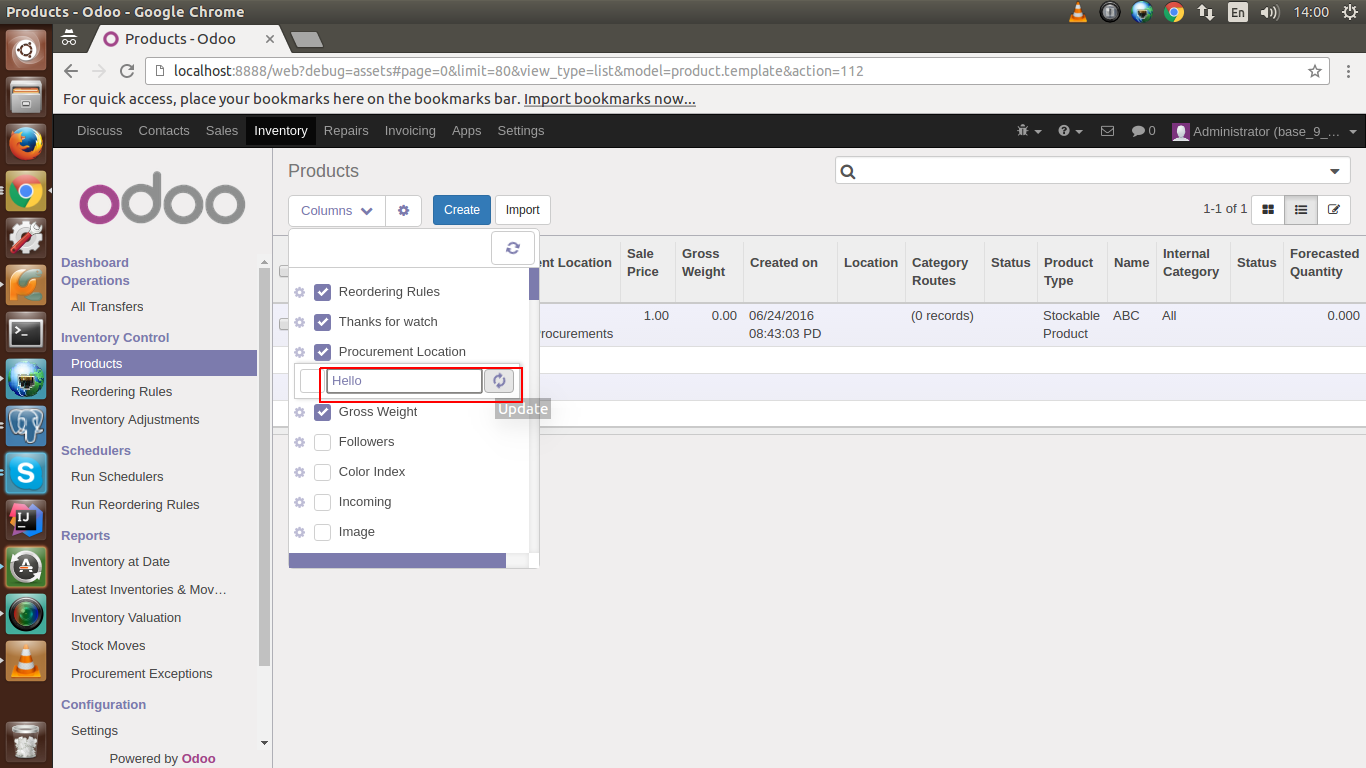 Products - Odoo - Google Chrome
En
14:00
Products - Odoo
localhost:8888/web?debug=assets#page=0&limit=80&view_type=list&model=product.template&action=112
For quick access, place your bookmarks here on the bookmarks bar. Import bookmarks now...
Discuss Contacts Sales Inventory Repairs Invoicing Apps Settings
0
Administrator (base_9_...
odoo
Dashboard
Operations
All Transfers
Inventory Control
Products
Reordering Rules
Inventory Adjustments
Schedulers
Run Schedulers
Run Reordering Rules
Reports
Inventory at Date
Latest Inventories & Mov...
Inventory Valuation
Stock Moves
Procurement Exceptions
Configuration
Settings
Powered by Odoo
Products
Columns
Create
Import
1-1 of 1
Reordering Rules
Thanks for watch
Procurement Location
Hello
Update
Gross Weight
Followers
Color Index
Incoming
Image
Location
Sale Price
Gross Weight
Created on
Location
Category Routes
Status
Product Type
Name
Internal Category
Status
Forecasted Quantity
rocurements
1.00
0.00
06/24/2016 08:43:03 PD
(0 records)
Stockable Product
ABC
All
0.000